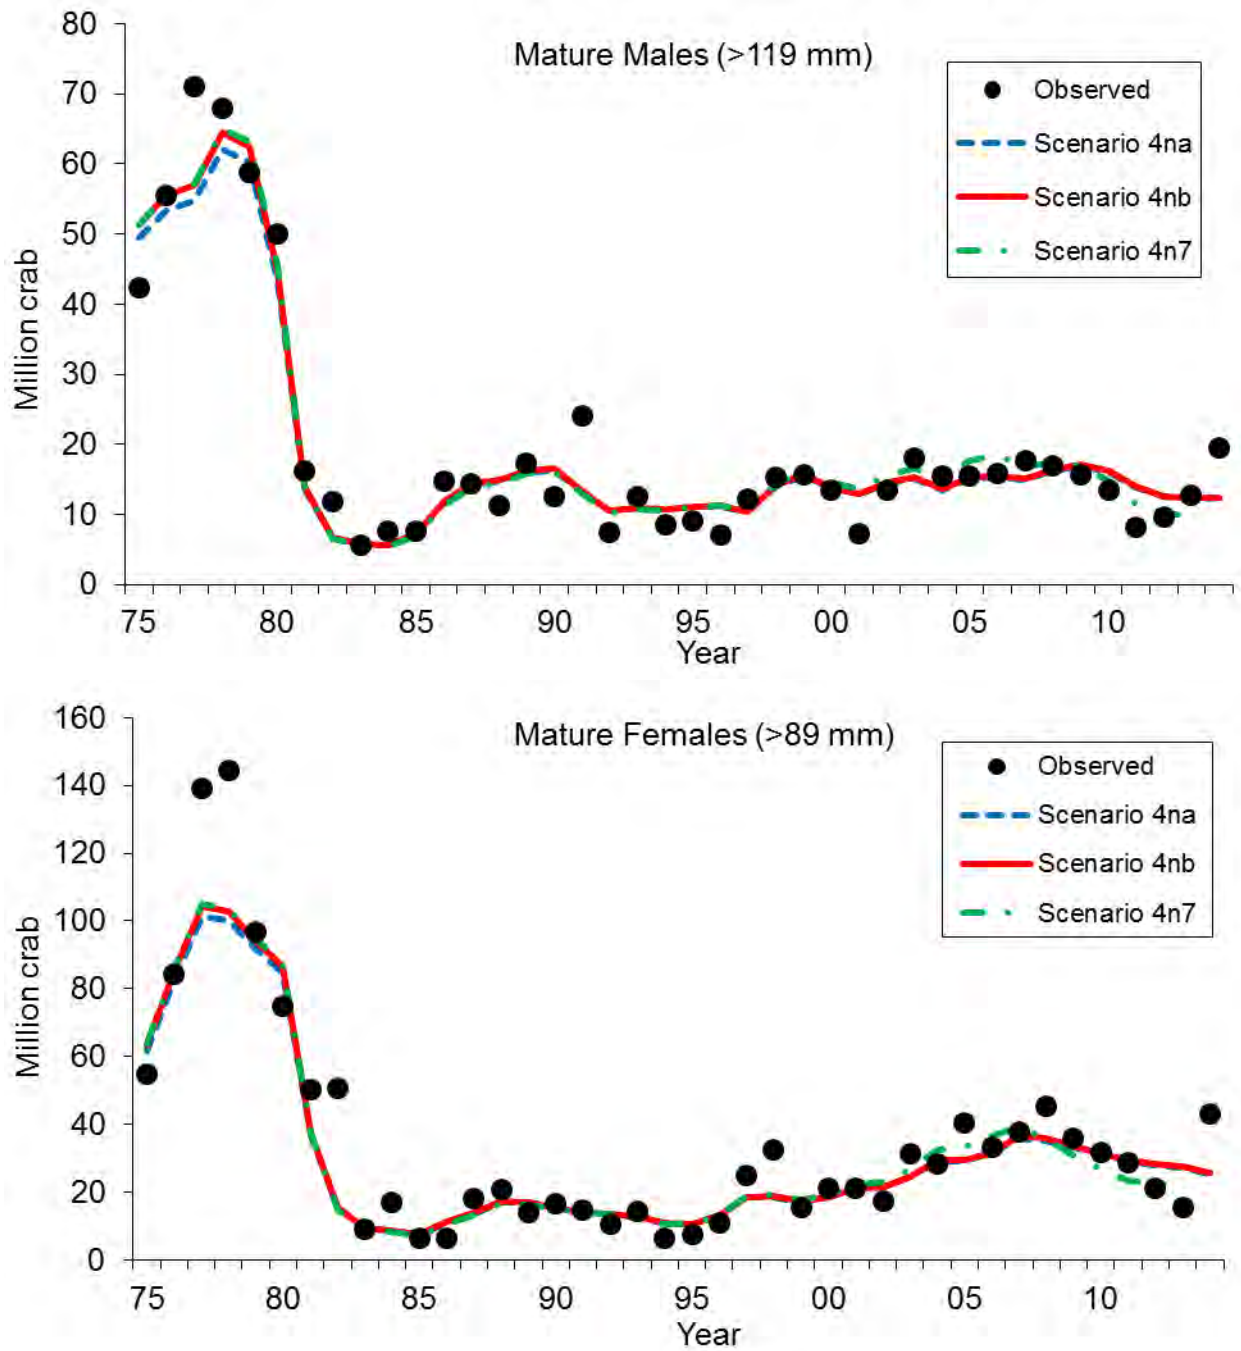 80
Mature Males (>119 mm)
70
Observed
60
Scenario 4na
50
Scenario 4nb
40
Scenario 4n7
30
20
10
0
Million crab
75 80 85 90 95 00 05 10
Year
160
Mature Females (>89 mm)
140
Observed
120
Scenario 4na
100
Scenario 4nb
80
Scenario 4n7
60
40
20
0
Million crab
75 80 85 90 95 00 05 10
Year